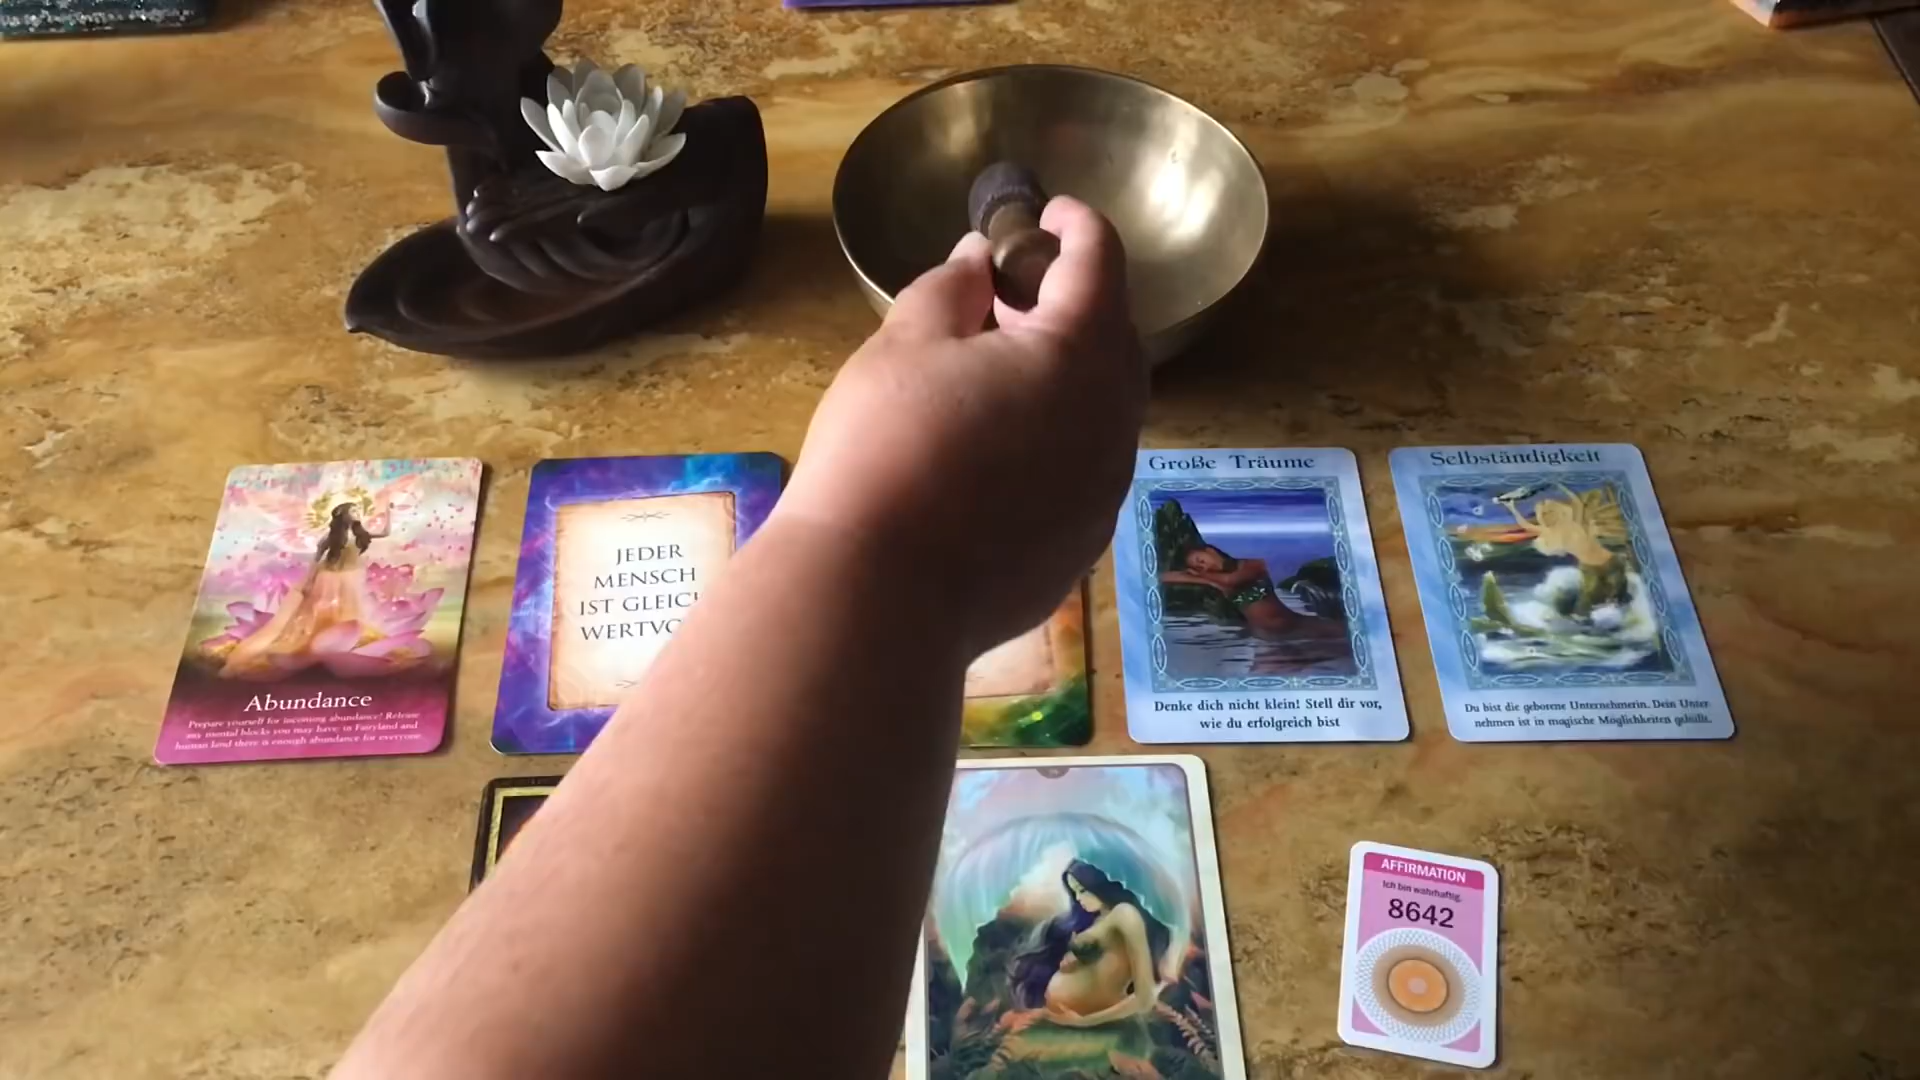 Abundance
Prepare yourself for incoming abundance! Release
any mental blocks you may have; in Fairyland and
human land there is enough abundance for everyone.
JEDER
MENSCH
IST GLEICH
WERTVO
Große Träume
Denke dich nicht klein! Stell dir vor,
wie du erfolgreich bist
Selbständigkeit
Du bist die geborene Unternehmerin. Dein Unter-
nehmen ist in magische Möglichkeiten gehüllt.
AFFIRMATION
Ich bin wahrhaftig.
8642